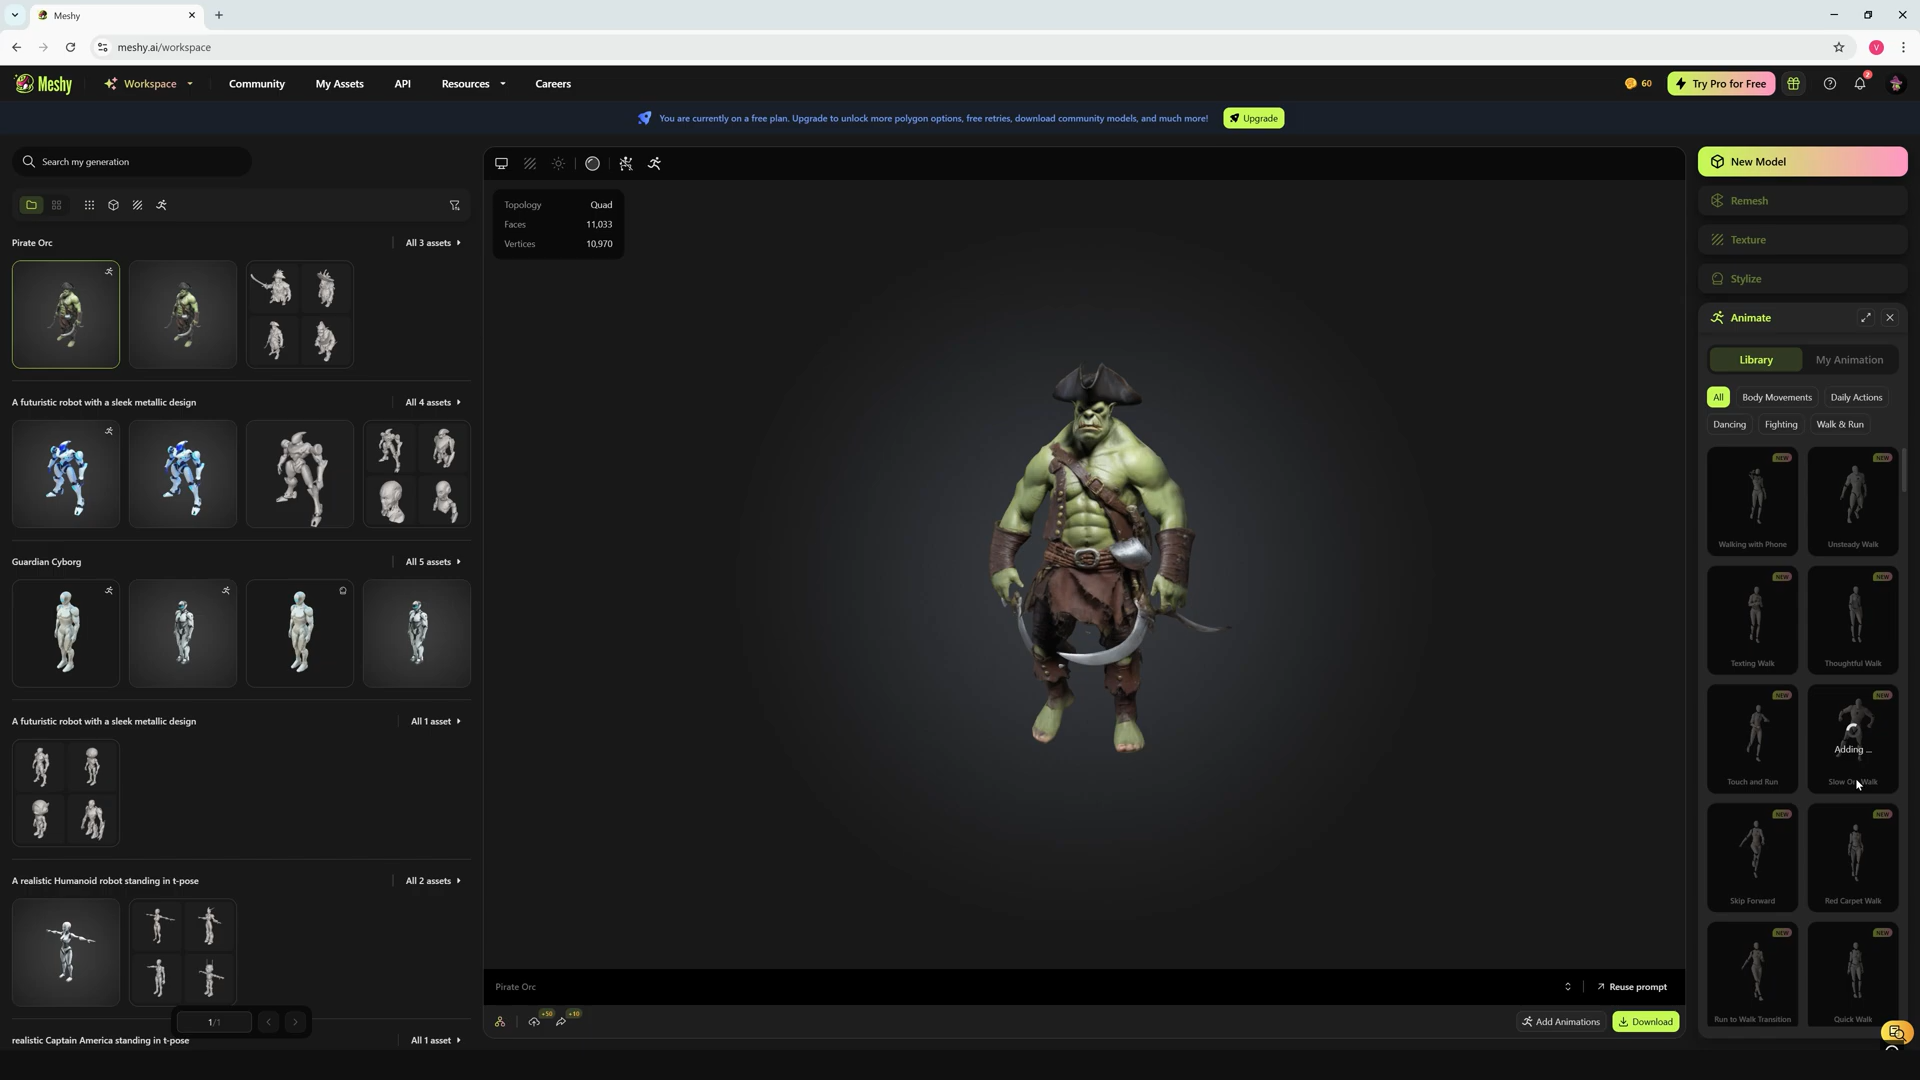 Meshy
meshy.ai/workspace
V
Meshy
Workspace
Community
My Assets
API
Resources
Careers
60
Try Pro for Free
2
You are currently on a free plan. Upgrade to unlock more polygon options, free retries, download community models, and much more!
Upgrade
Search my generation
Pirate Orc
All 3 assets
A futuristic robot with a sleek metallic design
All 4 assets
Guardian Cyborg
All 5 assets
A futuristic robot with a sleek metallic design
All 1 asset
A realistic Humanoid robot standing in t-pose
All 2 assets
1/1
realistic Captain America standing in t-pose
All 1 asset
Topology Quad
Faces 11,033
Vertices 10,970
Pirate Orc
Reuse prompt
+50
+10
Add Animations
Download
New Model
Remesh
Texture
Stylize
Animate
Library
My Animation
All
Body Movements
Daily Actions
Dancing
Fighting
Walk & Run
NEW
Walking with Phone
NEW
Unsteady Walk
NEW
Texting Walk
NEW
Thoughtful Walk
NEW
Touch and Run
NEW
Adding ...
Slow Orc Walk
NEW
Skip Forward
NEW
Red Carpet Walk
NEW
Run to Walk Transition
NEW
Quick Walk